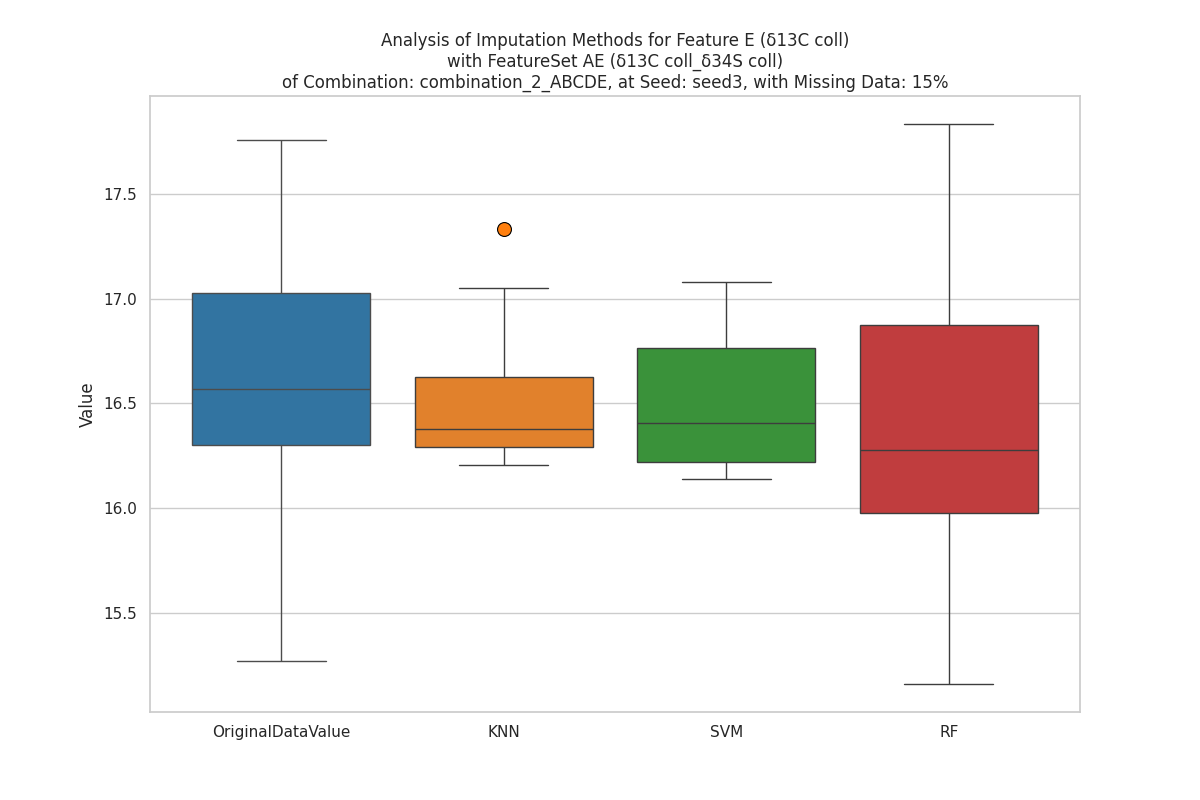 Analysis of Imputation Methods for Feature E (δ13C coll)
with FeatureSet AE (δ13C coll_δ34S coll)
of Combination: combination_2_ABCDE, at Seed: seed3, with Missing Data: 15%
17.5
17.0
16.5
16.0
15.5
Value
OriginalDataValue
KNN
SVM
RF